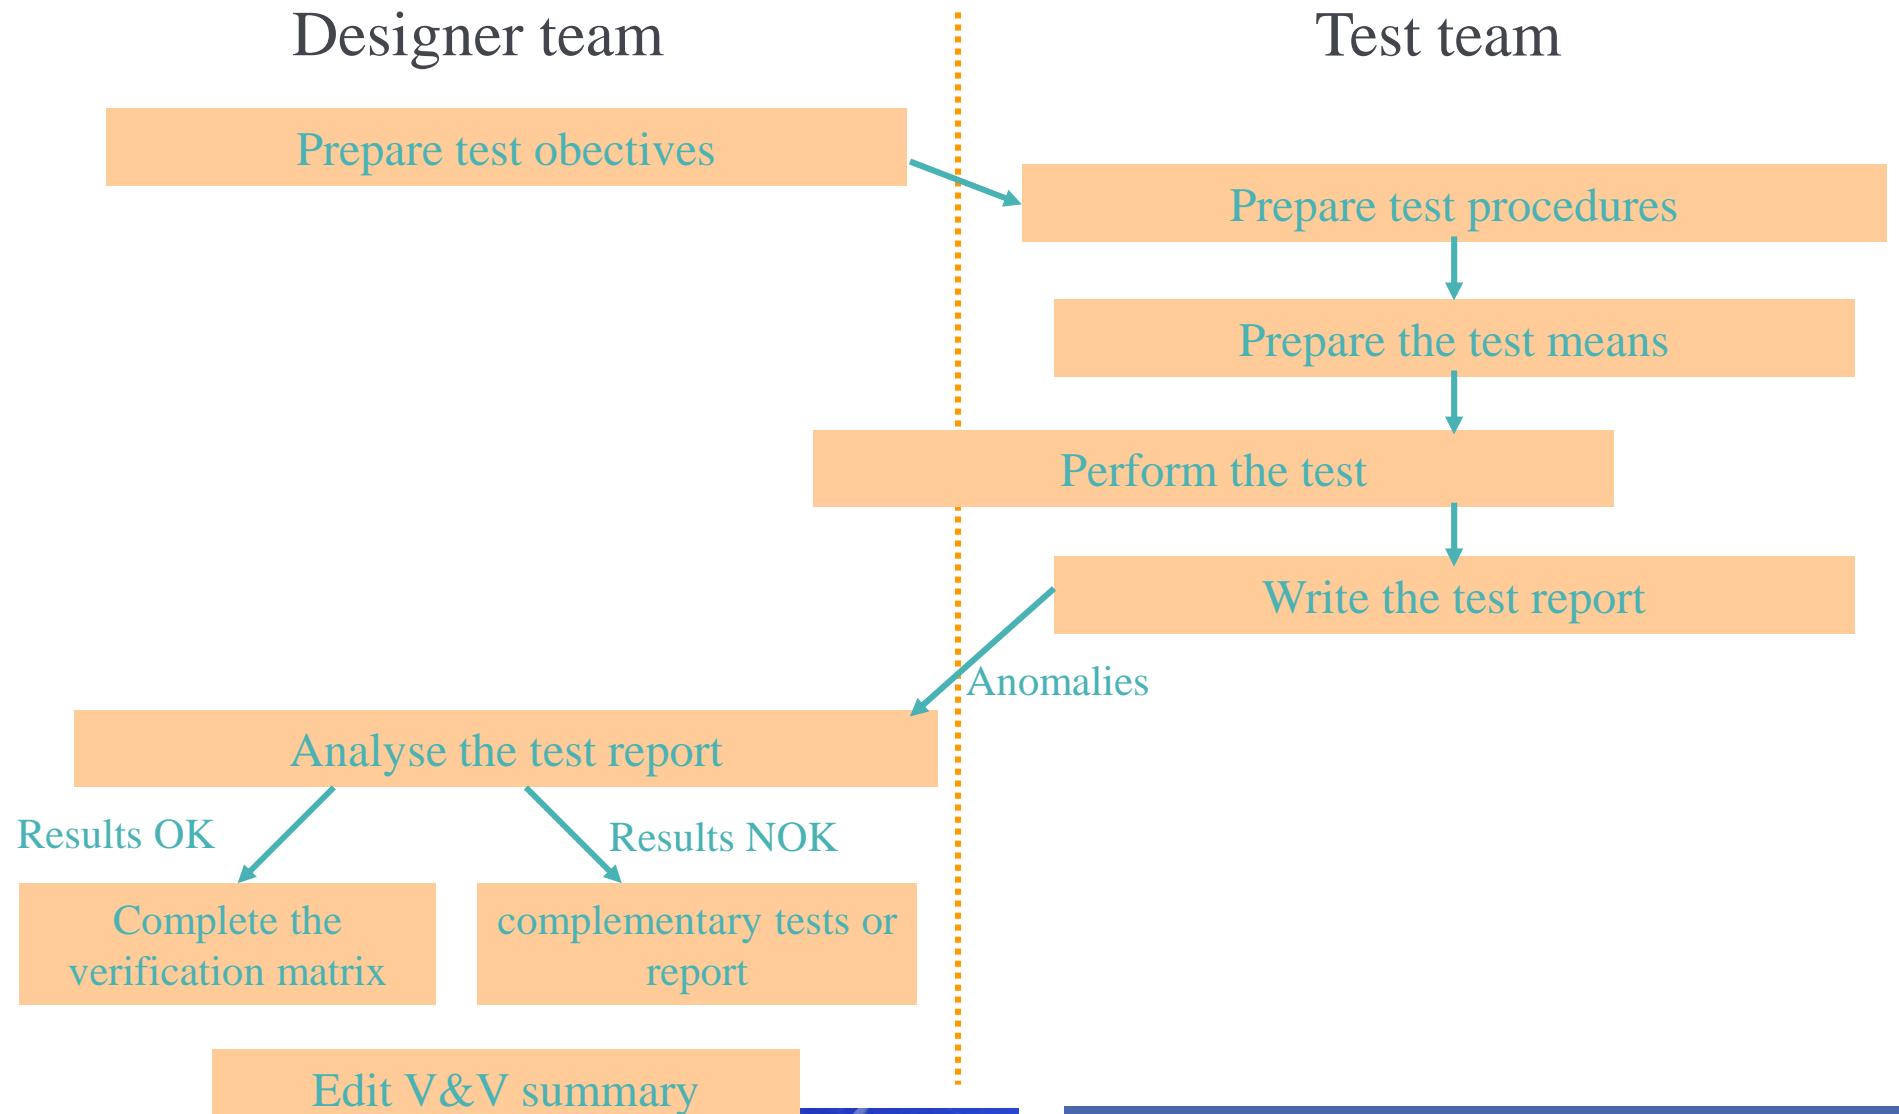 Designer team
Test team
Prepare test obectives
Prepare test procedures
Prepare the test means
Perform the test
Write the test report
Anomalies
Analyse the test report
Results OK
Results NOK
Complete the
verification matrix
complementary tests or
report
Edit V&V summary